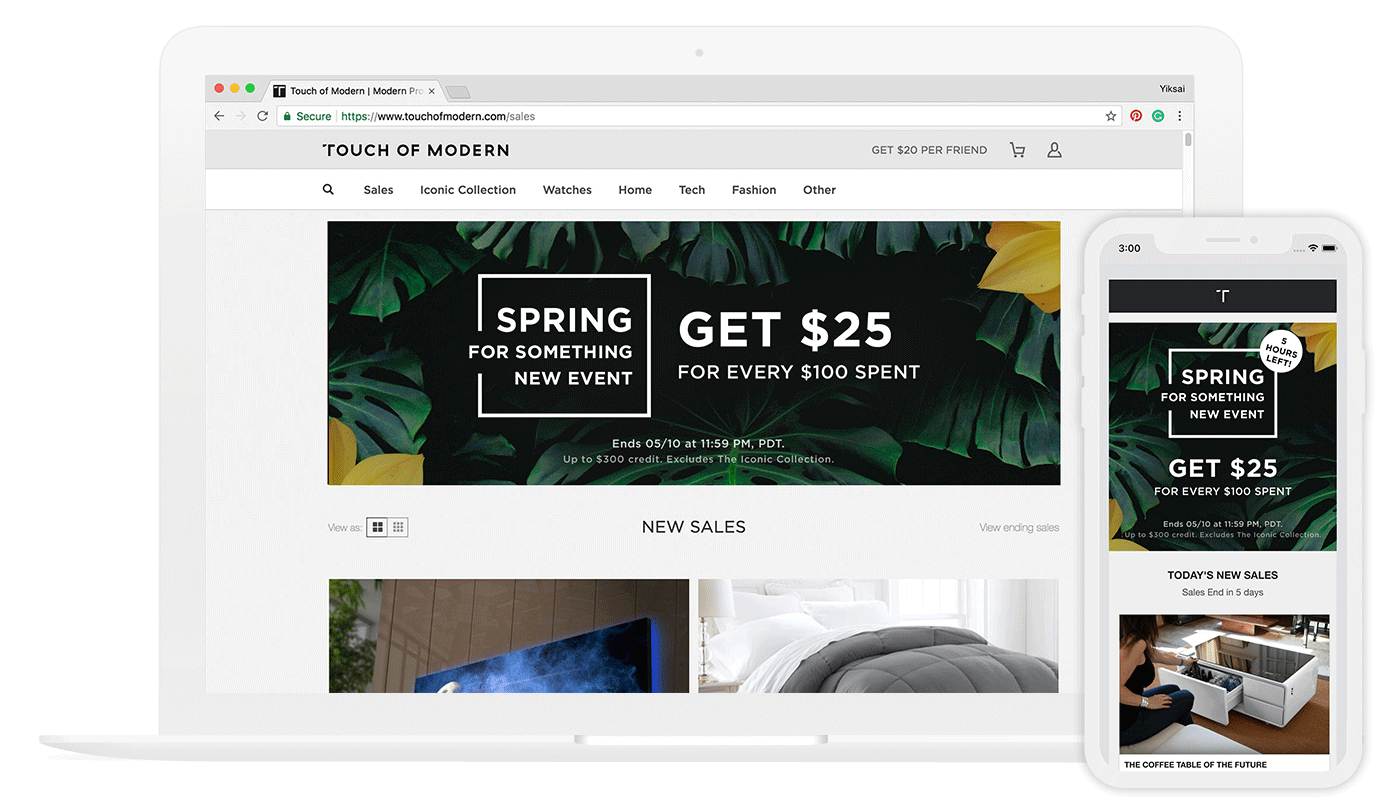 Touch of Modern | Modern Pro
Yiksai
Secure https://www.touchofmodern.com/sales
TOUCH OF MODERN
GET $20 PER FRIEND
Sales Iconic Collection Watches Home Tech Fashion Other
SPRING
FOR SOMETHING
NEW EVENT
GET $25
FOR EVERY $100 SPENT
Ends 05/10 at 11:59 PM, PDT.
Up to $300 credit. Excludes The Iconic Collection.
View as:
NEW SALES
View ending sales
3:00
T
5
HOURS
LEFT!
SPRING
FOR SOMETHING
NEW EVENT
GET $25
FOR EVERY $100 SPENT
Ends 05/10 at 11:59 PM, PDT.
Up to $300 credit. Excludes The Iconic Collection.
TODAY'S NEW SALES
Sales End in 5 days
THE COFFEE TABLE OF THE FUTURE